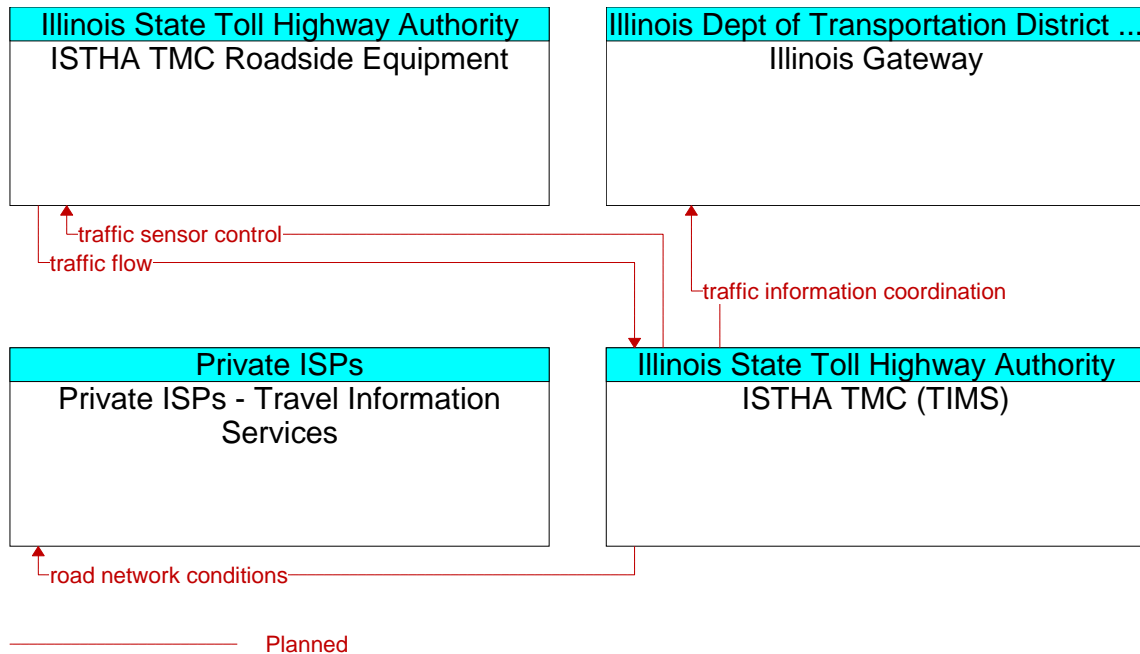 Illinois State Toll Highway Authority
ISTHA TMC Roadside Equipment
Illinois Dept of Transportation District ...
Illinois Gateway
traffic sensor control
traffic flow
traffic information coordination
Private ISPs
Private ISPs - Travel Information
Services
Illinois State Toll Highway Authority
ISTHA TMC (TIMS)
road network conditions
Planned